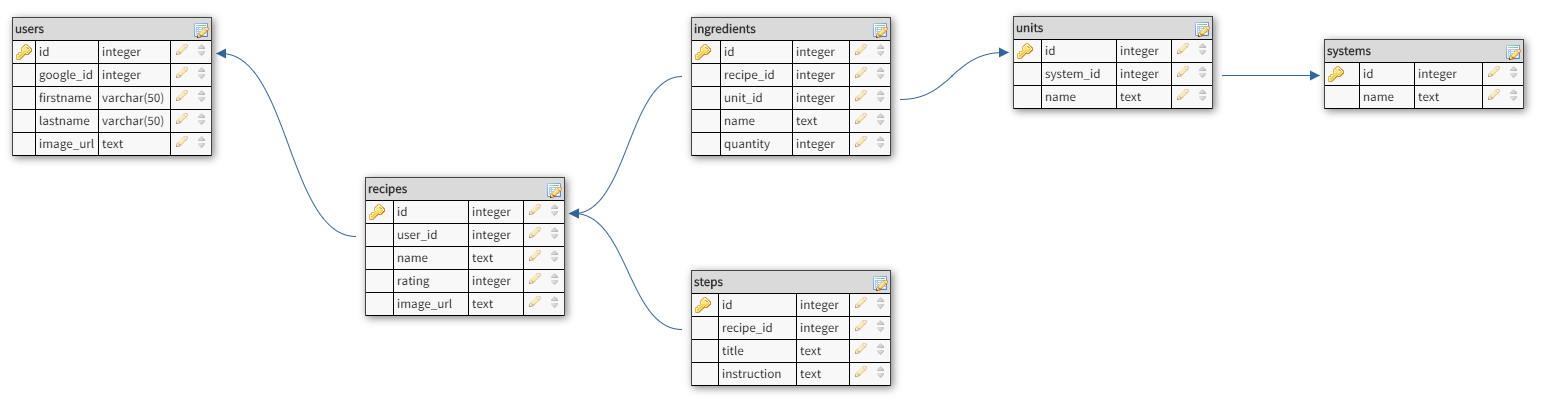 users
id integer
google_id integer
firstname varchar(50)
lastname varchar(50)
image_url text
recipes
id integer
user_id integer
name text
rating integer
image_url text
ingredients
id integer
recipe_id integer
unit_id integer
name text
quantity integer
steps
id integer
recipe_id integer
title text
instruction text
units
id integer
system_id integer
name text
systems
id integer
name text